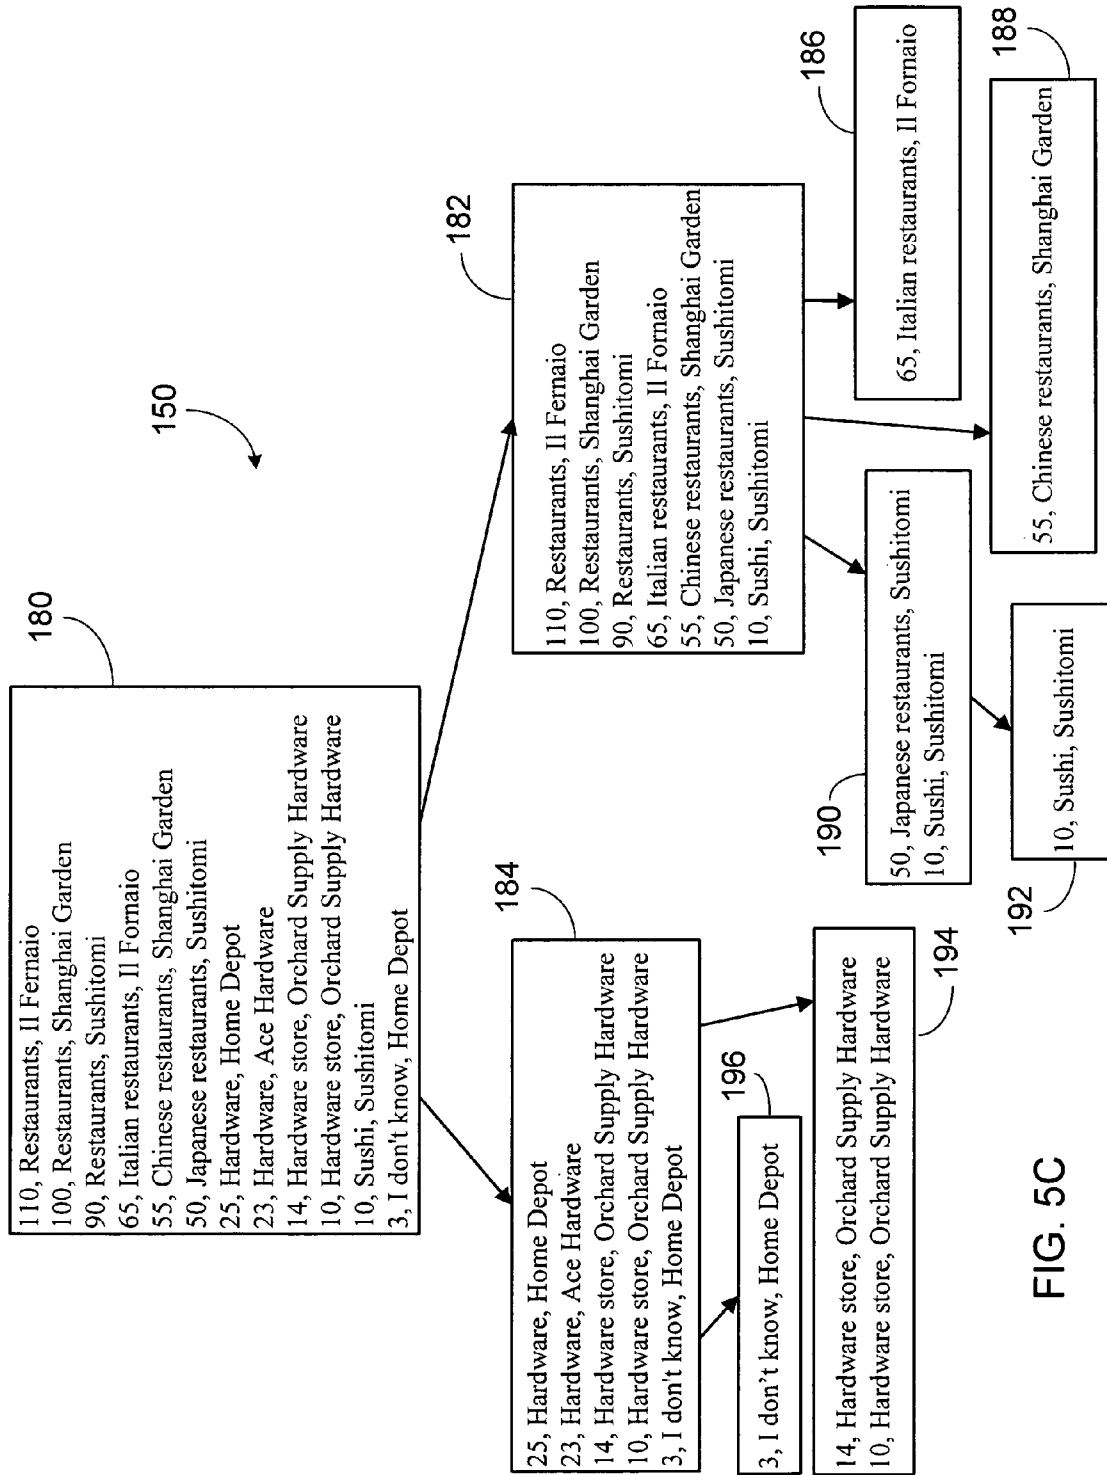 150
180
110, Restaurants, Il Fernaio
100, Restaurants, Shanghai Garden
90, Restaurants, Sushitomi
65, Italian restaurants, Il Fornaio
55, Chinese restaurants, Shanghai Garden
50, Japanese restaurants, Sushitomi
25, Hardware, Home Depot
23, Hardware, Ace Hardware
14, Hardware store, Orchard Supply Hardware
10, Hardware store, Orchard Supply Hardware
10, Sushi, Sushitomi
3, I don't know, Home Depot
182
110, Restaurants, Il Fernaio
100, Restaurants, Shanghai Garden
90, Restaurants, Sushitomi
65, Italian restaurants, Il Fornaio
55, Chinese restaurants, Shanghai Garden
50, Japanese restaurants, Sushitomi
10, Sushi, Sushitomi
184
25, Hardware, Home Depot
23, Hardware, Ace Hardware
14, Hardware store, Orchard Supply Hardware
10, Hardware store, Orchard Supply Hardware
3, I don't know, Home Depot
186
65, Italian restaurants, Il Fornaio
188
55, Chinese restaurants, Shanghai Garden
190
50, Japanese restaurants, Sushitomi
10, Sushi, Sushitomi
192
10, Sushi, Sushitomi
196
3, I don't know, Home Depot
194
14, Hardware store, Orchard Supply Hardware
10, Hardware store, Orchard Supply Hardware
FIG. 5C